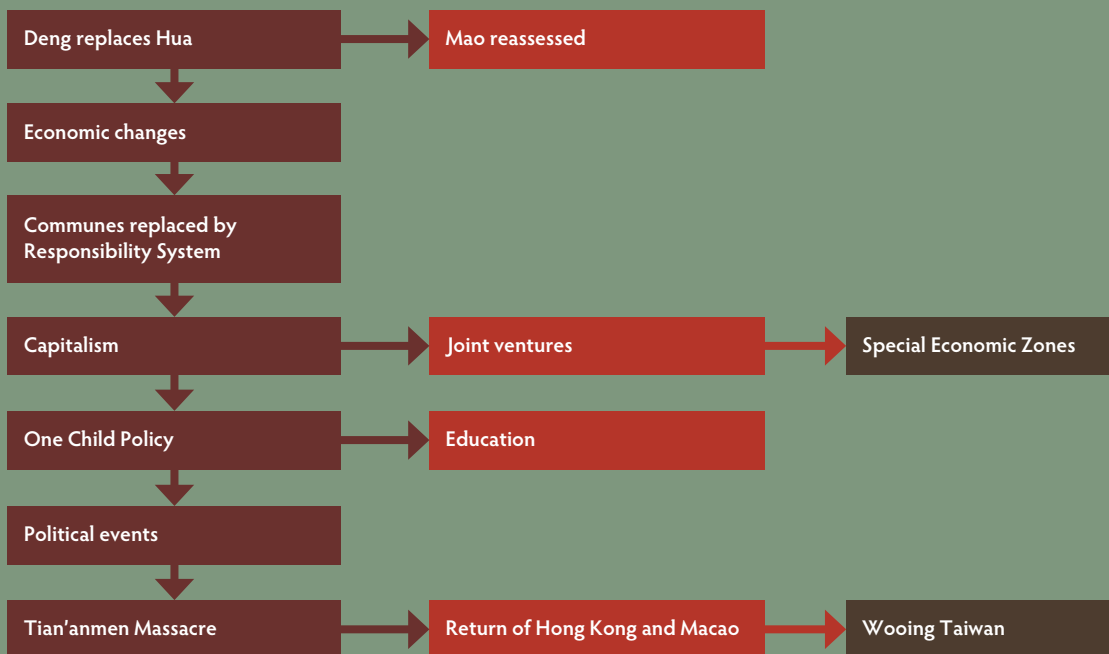 Deng replaces Hua
Mao reassessed
Economic changes
Communes replaced by
Responsibility System
Capitalism
Joint ventures
Special Economic Zones
One Child Policy
Education
Political events
Tian'anmen Massacre
Return of Hong Kong and Macao
Wooing Taiwan